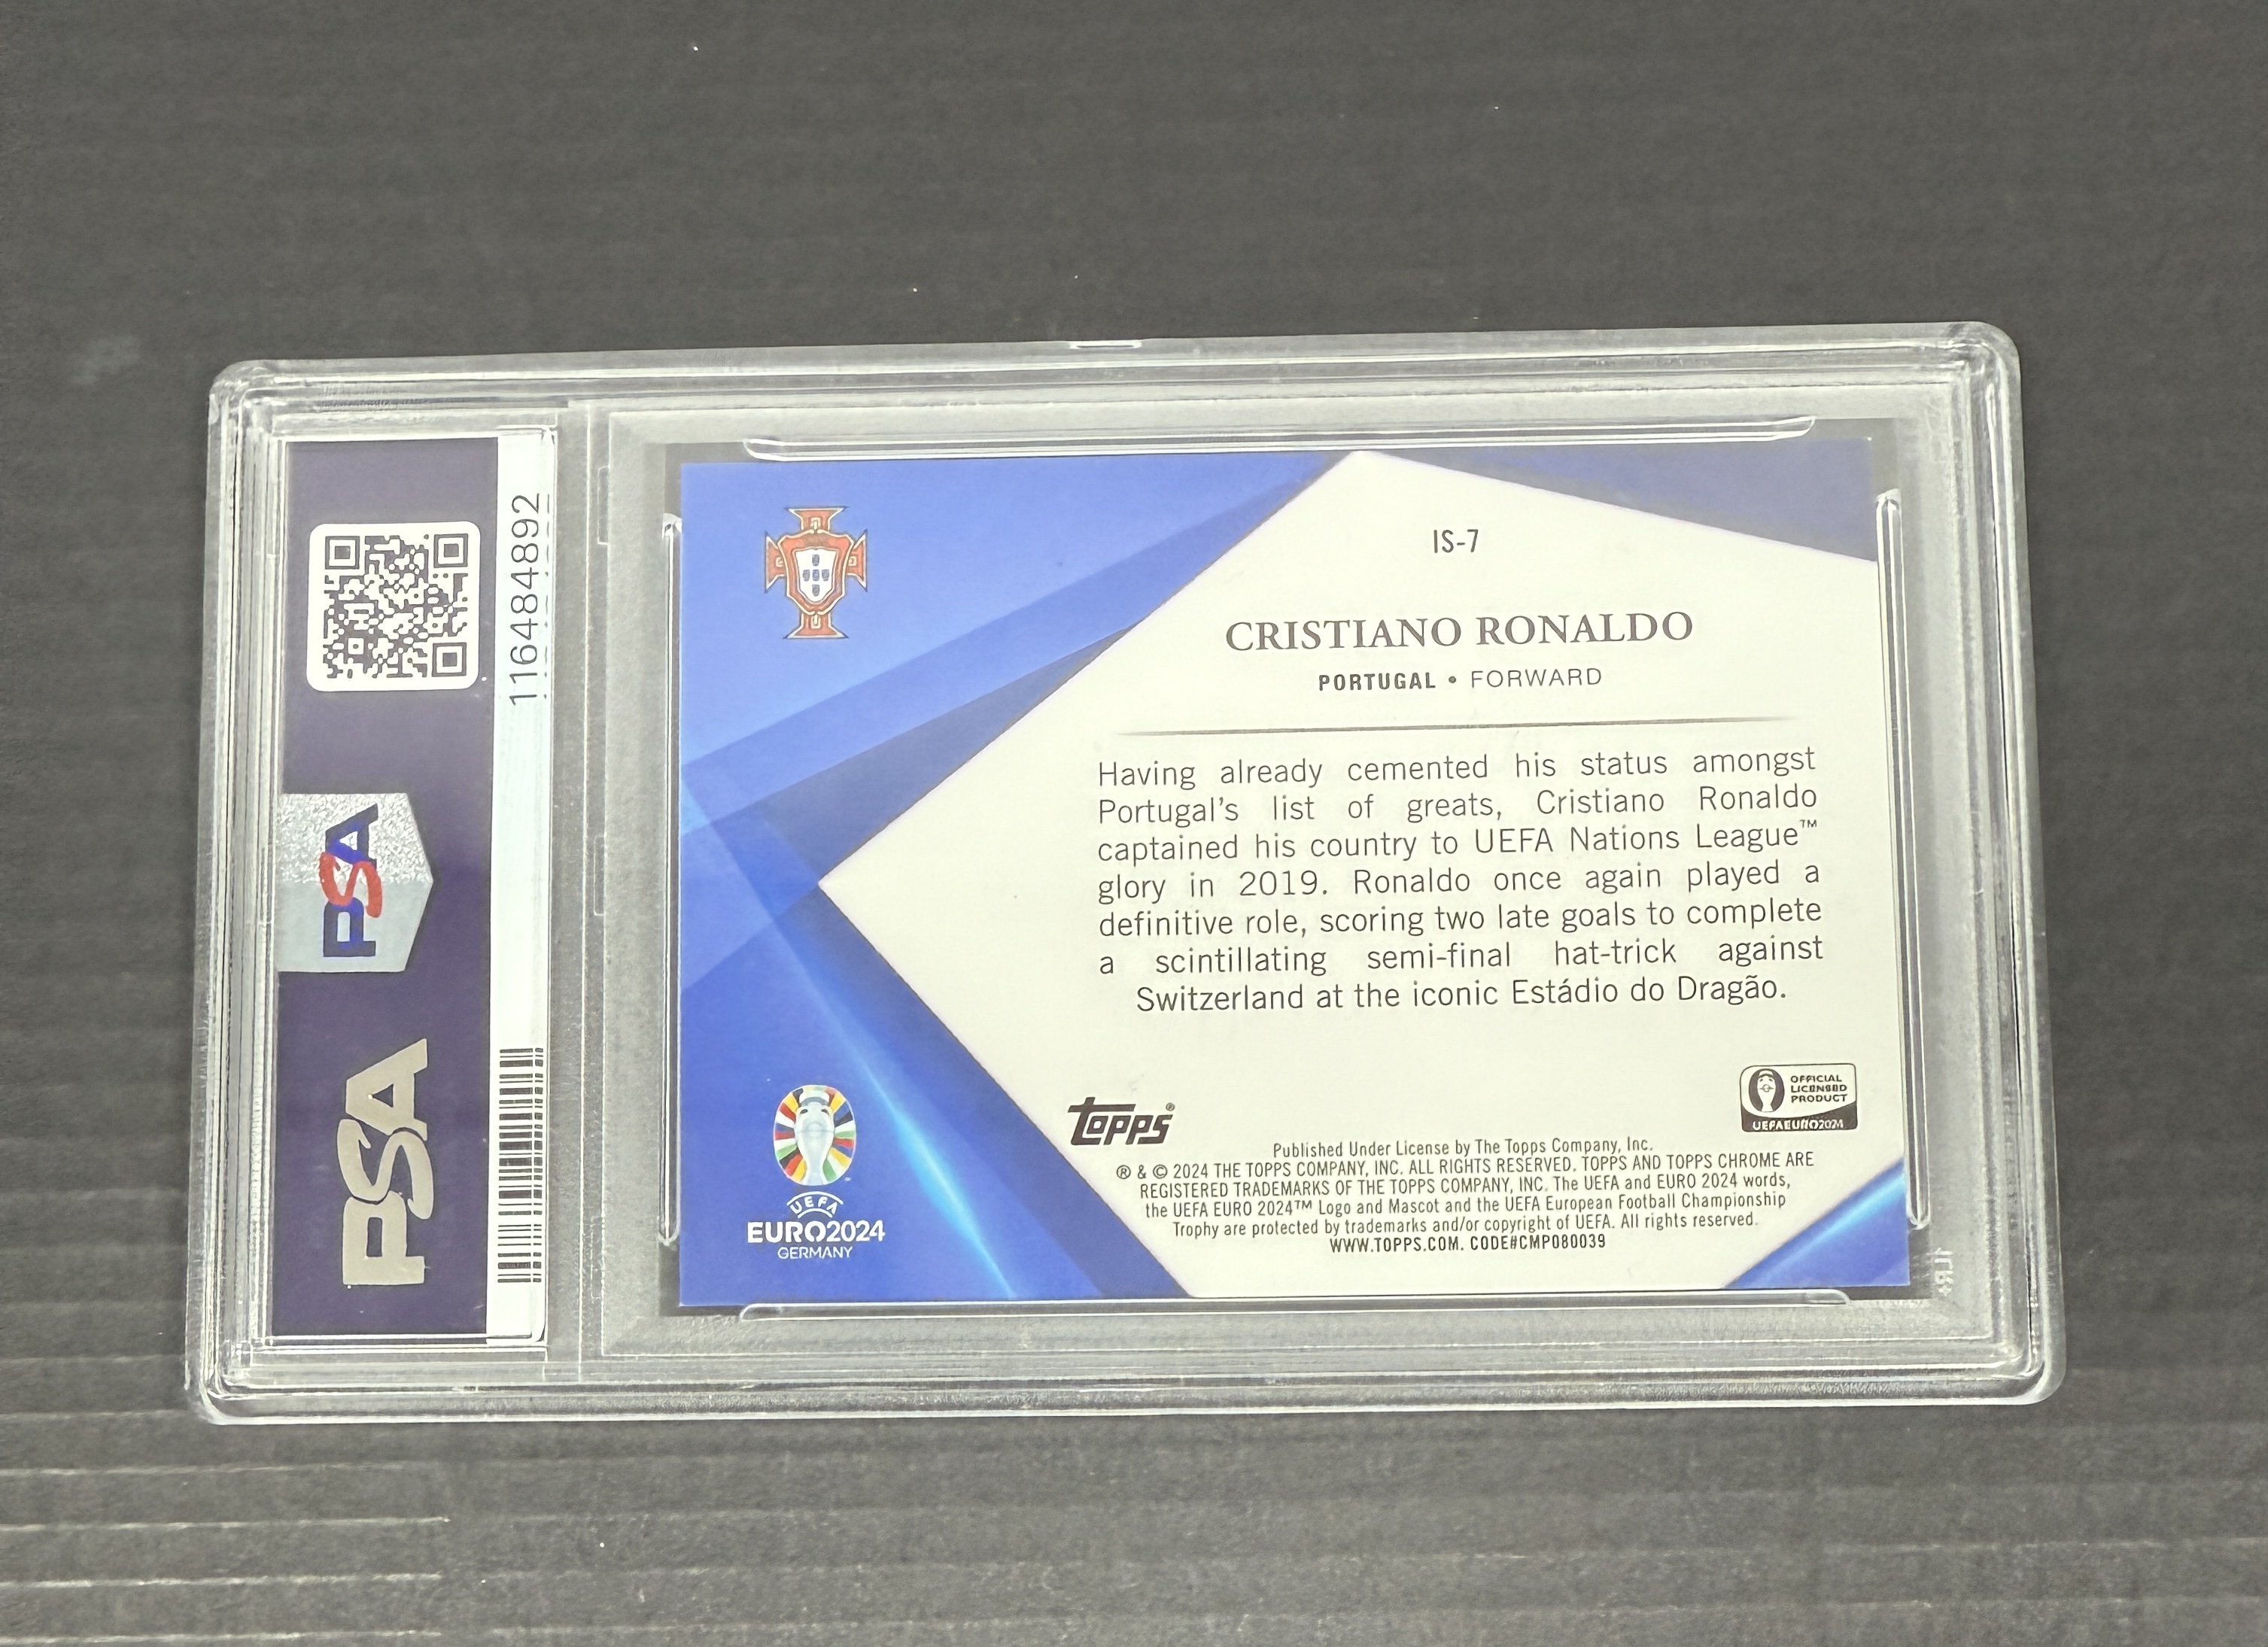 116484892
PSA
PSA
IS-7
CRISTIANO RONALDO
PORTUGAL • FORWARD
Having already cemented his status amongst
Portugal's list of greats, Cristiano Ronaldo
captained his country to UEFA Nations League™
glory in 2019. Ronaldo once again played a
definitive role, scoring two late goals to complete
a scintillating semi-final hat-trick against
Switzerland at the iconic Estádio do Dragão.
Topps®
OFFICIAL
LICENSED
PRODUCT
UEFA EURO2024
UEFA
EURO2024
GERMANY
Published Under License by The Topps Company, Inc.
® & © 2024 THE TOPPS COMPANY, INC. ALL RIGHTS RESERVED. TOPPS AND TOPPS CHROME ARE
REGISTERED TRADEMARKS OF THE TOPPS COMPANY, INC. The UEFA and EURO 2024 words,
the UEFA EURO 2024™ Logo and Mascot and the UEFA European Football Championship
Trophy are protected by trademarks and/or copyright of UEFA. All rights reserved.
WWW.TOPPS.COM. CODE#CMP080039